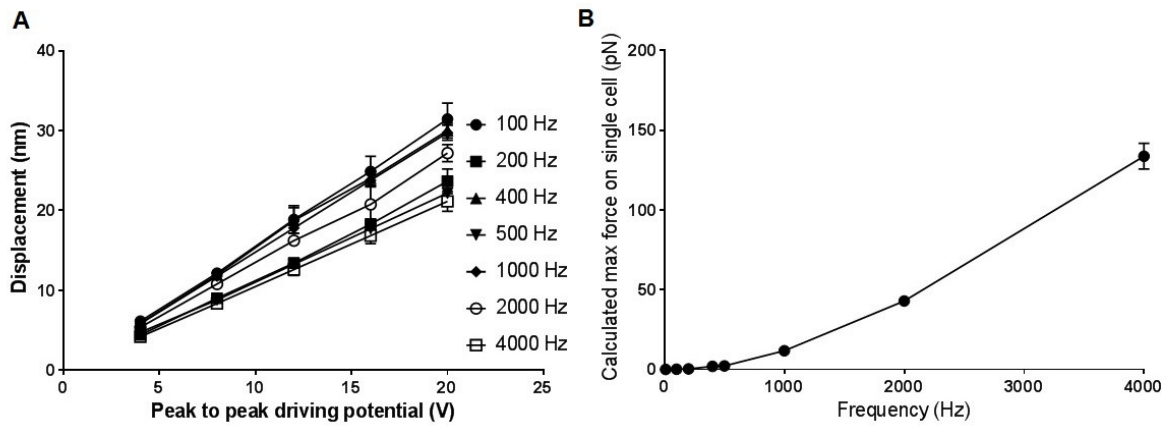 A
Displacement (nm)
40
30
20
10
0
0 5 10 15 20 25
Peak to peak driving potential (V)
100 Hz
200 Hz
400 Hz
500 Hz
1000 Hz
2000 Hz
4000 Hz
B
Calculated max force on single cell (pN)
200
150
100
50
0
0 1000 2000 3000 4000
Frequency (Hz)